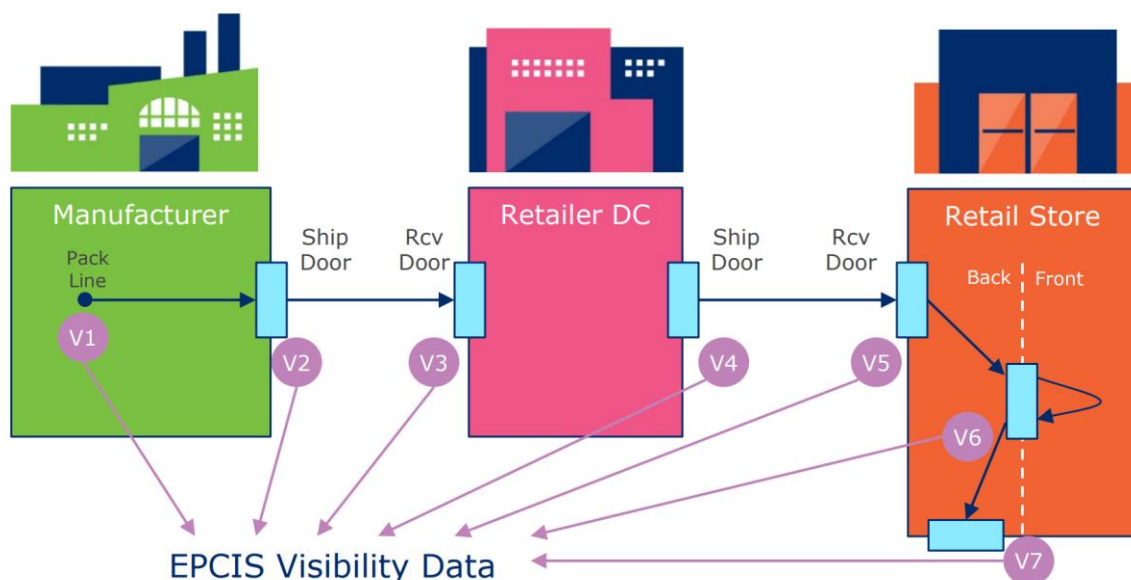 Manufacturer
Retailer DC
Retail Store
Pack
Line
Ship
Door
Rcv
Door
Ship
Door
Rcv
Door
Back
Front
V1
V2
V3
V4
V5
V6
V7
EPCIS Visibility Data